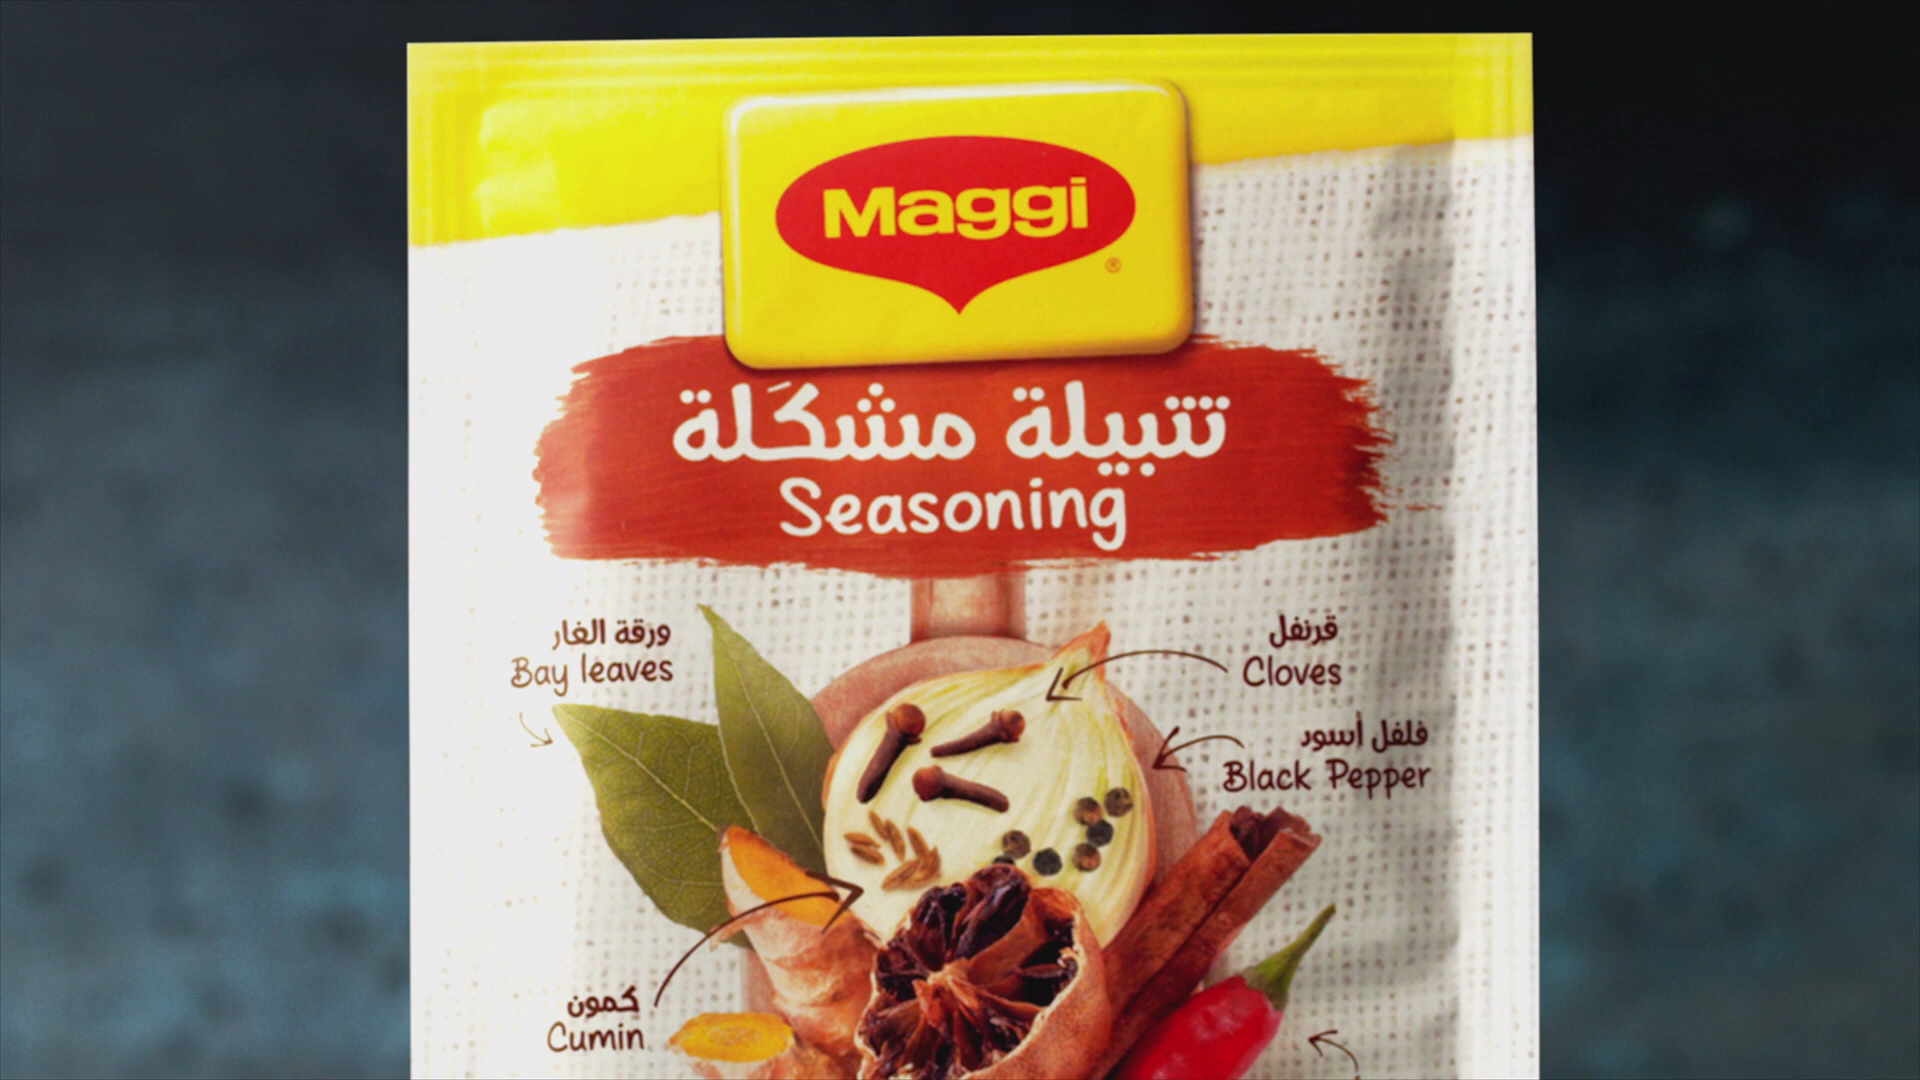 Maggi
®
تتبيلة مشكَلة
Seasoning
ورقة الغار
Bay leaves
قرنفل
Cloves
فلفل أسود
Black Pepper
كمون
Cumin